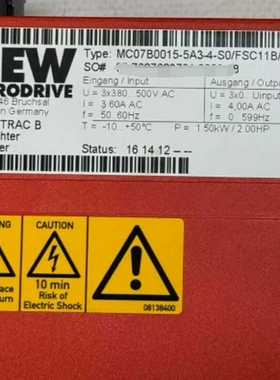 EW
Type: MC07B0015-5A3-4-S0/FSC11B/
SO#
RODRIVE
Eingang / Input
Ausgang / Output
46 Bruchsal
U = 3x380...500V AC
U = 3x0...Uinput
n Germany
I = 3.60A AC
I = 4,00A AC
f = 50..60Hz
f = 0...599Hz
TRAC B
T = -10...+50°C
P = 1.50kW / 2.00HP
hter
er
Status: 16 14 12 -- --
CAUTION
10 min
Risk of
Electric Shock
ace
urn
08138400